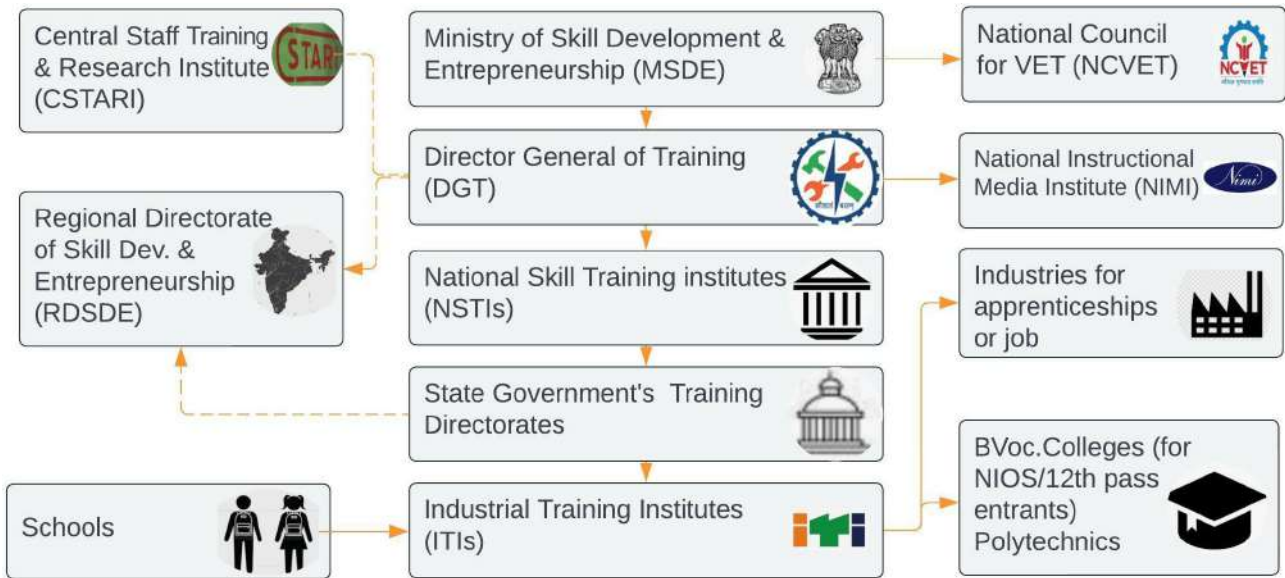 Central Staff Training
& Research Institute
(CSTARI)
STAR
Ministry of Skill Development &
Entrepreneurship (MSDE)
National Council
for VET (NCVET)
NCVET
Director General of Training
(DGT)
National Instructional
Media Institute (NIMI)
Nimi
Regional Directorate
of Skill Dev. &
Entrepreneurship
(RDSDE)
National Skill Training institutes
(NSTIs)
Industries for
apprenticeships
or job
State Government's Training
Directorates
BVoc.Colleges (for
NIOS/12th pass
entrants)
Polytechnics
Schools
Industrial Training Institutes
(ITIs)
iti